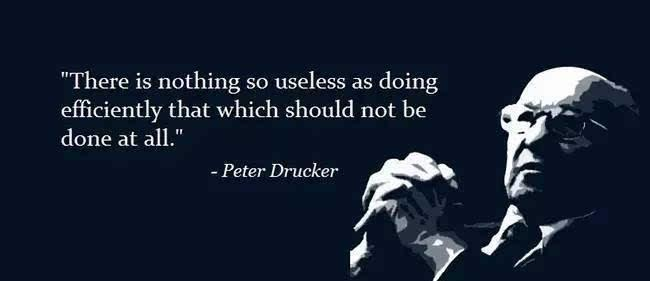 "There is nothing so useless as doing
efficiently that which should not be
done at all."
- Peter Drucker